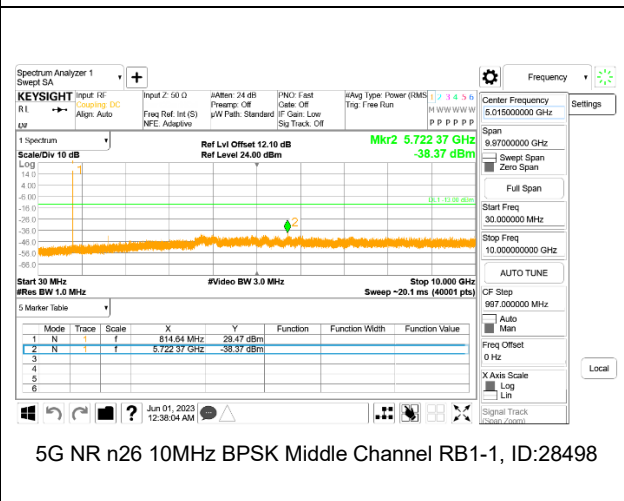 Spectrum Analyzer 1
Swept SA
KEYSIGHT Input: RF Input Z: 50 Ω #Atten: 24 dB PNO: Fast #Avg Type: Power (RMS 1 2 3 4 5 6
RL Coupling: DC Preamp: Off Gate: Off Trig: Free Run M W W W W W
Align: Auto Freq Ref: Int (S) µW Path: Standard IF Gain: Low
NFE: Adaptive Sig Track: Off P P P P P P
1 Spectrum
Ref Lvl Offset 12.10 dB Mkr2 5.722 37 GHz
Scale/Div 10 dB Ref Level 24.00 dBm -38.37 dBm
Log
14.0
4.00
-6.00
-16.0
-26.0
-36.0
-46.0
-56.0
-66.0
1
2
Start 30 MHz #Video BW 3.0 MHz Stop 10.000 GHz
#Res BW 1.0 MHz Sweep ~20.1 ms (40001 pts)
5 Marker Table
Mode Trace Scale X Y Function Function Width Function Value
1 N 1 f 814.64 MHz 29.47 dBm
2 N 1 f 5.722 37 GHz -38.37 dBm
3
4
5
6
Jun 01, 2023
12:38:04 AM
?
Frequency
Settings
Center Frequency
5.015000000 GHz
Span
9.97000000 GHz
Swept Span
Zero Span
Full Span
Start Freq
30.000000 MHz
Stop Freq
10.000000000 GHz
AUTO TUNE
CF Step
997.000000 MHz
Auto
Man
Freq Offset
0 Hz
X Axis Scale
Log
Lin
Signal Track
(Span Zoom)
Local
5G NR n26 10MHz BPSK Middle Channel RB1-1, ID:28498